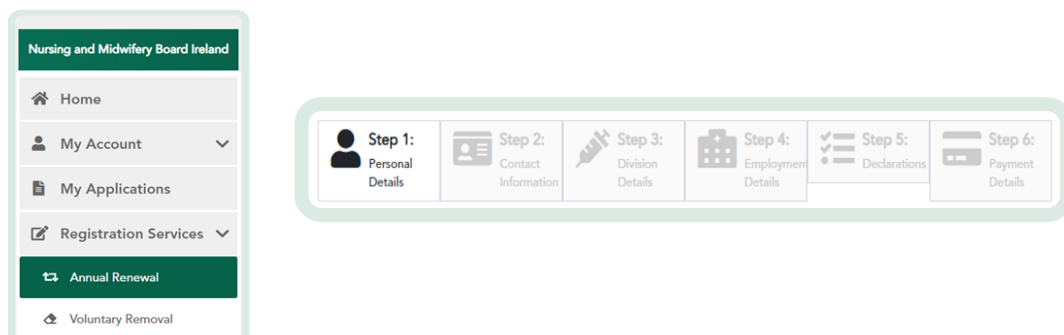 Nursing and Midwifery Board Ireland
Home
My Account
My Applications
Registration Services
Annual Renewal
Voluntary Removal
Step 1:
Personal
Details
Step 2:
Contact
Information
Step 3:
Division
Details
Step 4:
Employment
Details
Step 5:
Declarations
Step 6:
Payment
Details